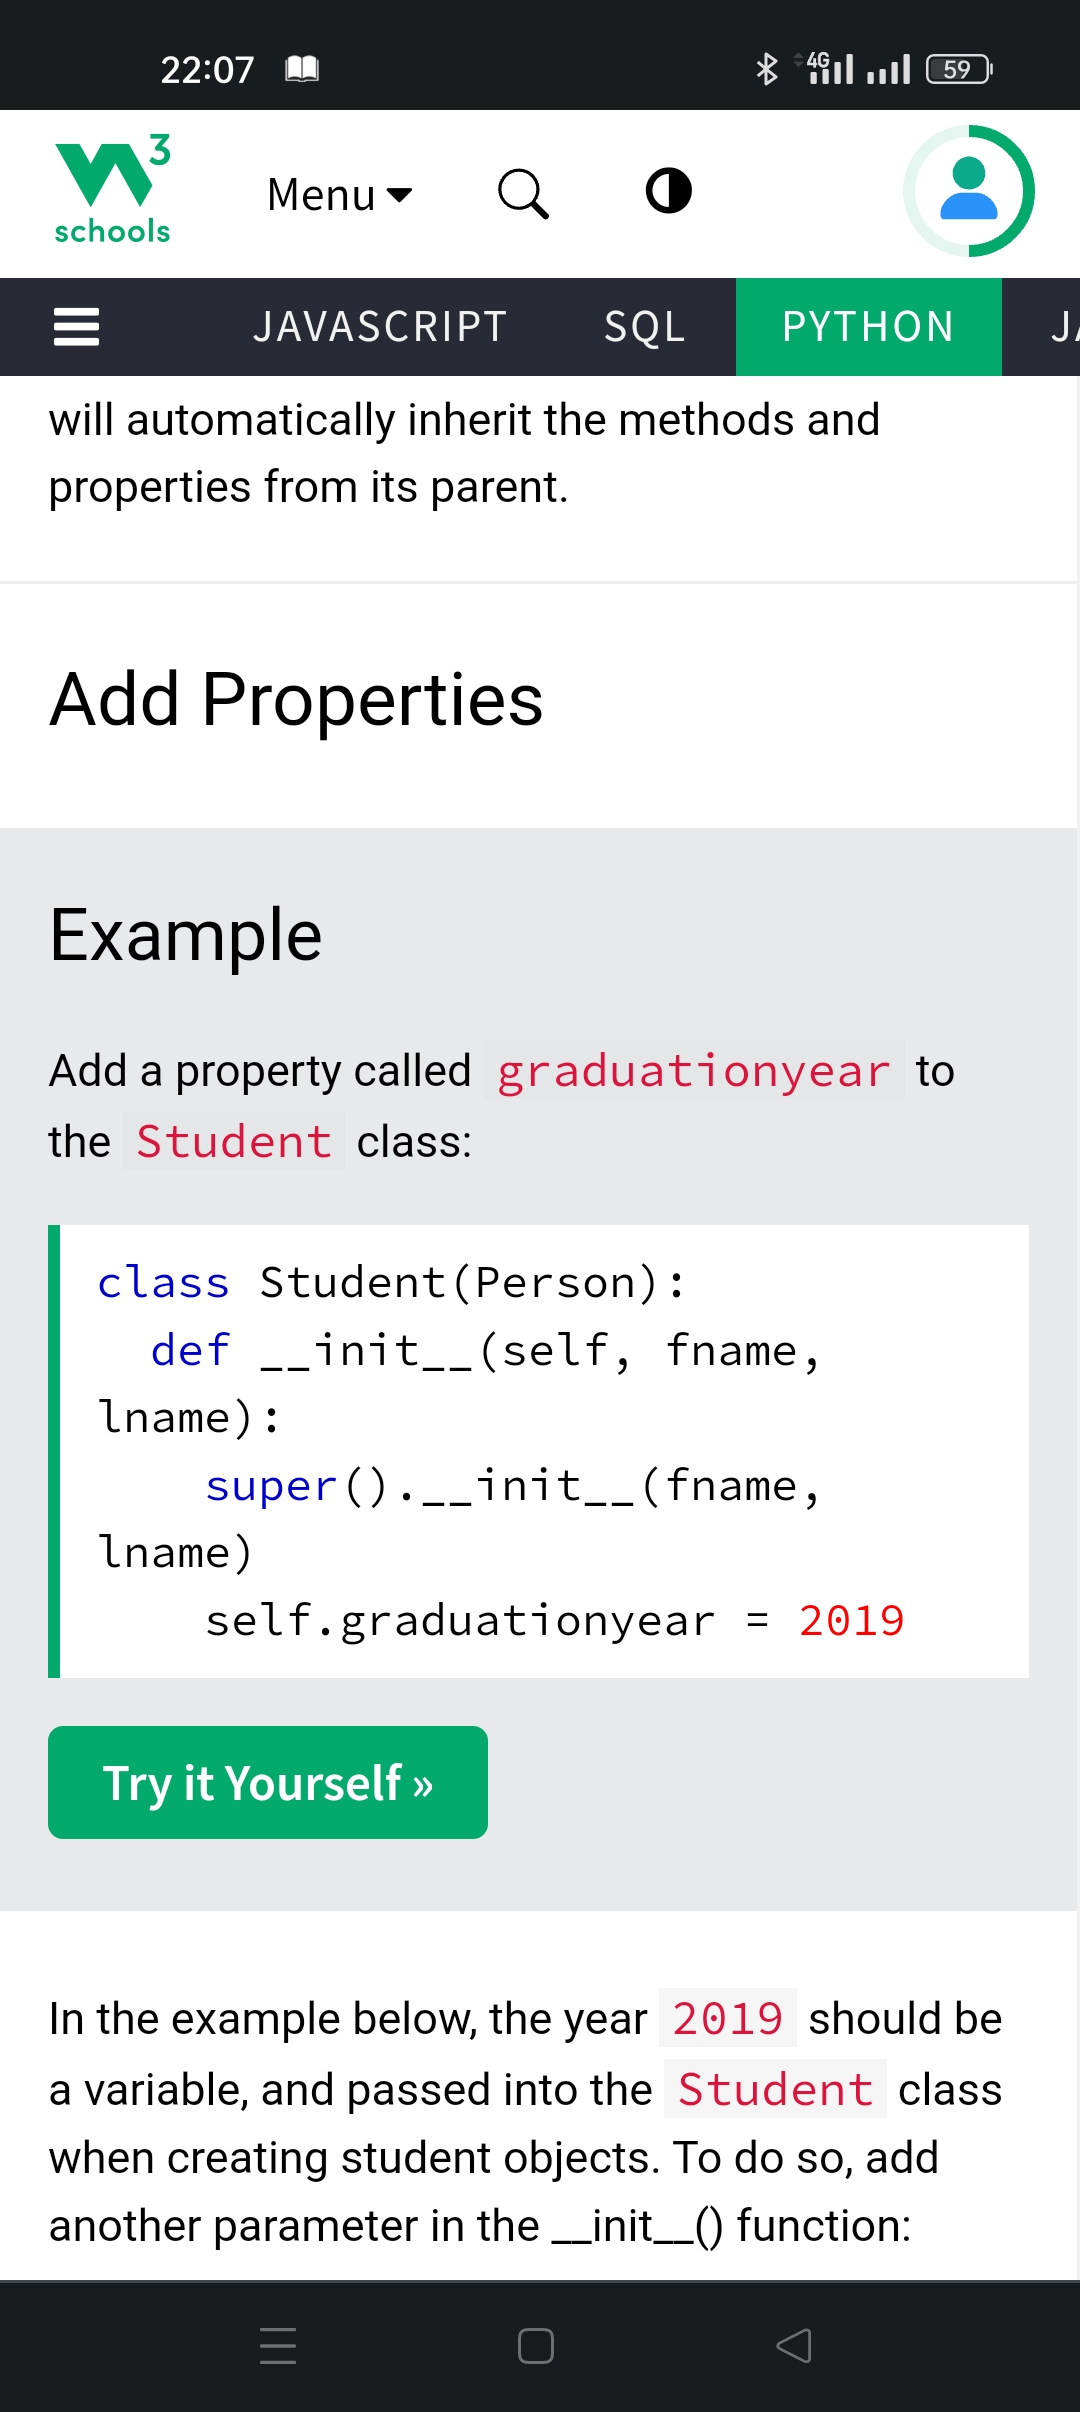 22:07
4G
59
W3
schools
Menu
JAVASCRIPT SQL PYTHON
will automatically inherit the methods and
properties from its parent.
Add Properties
Example
Add a property called graduationyear to
the Student class:
class Student(Person):
  def __init__(self, fname,
lname):
    super().__init__(fname,
lname)
    self.graduationyear = 2019
Try it Yourself »
In the example below, the year 2019 should be
a variable, and passed into the Student class
when creating student objects. To do so, add
another parameter in the __init__() function: